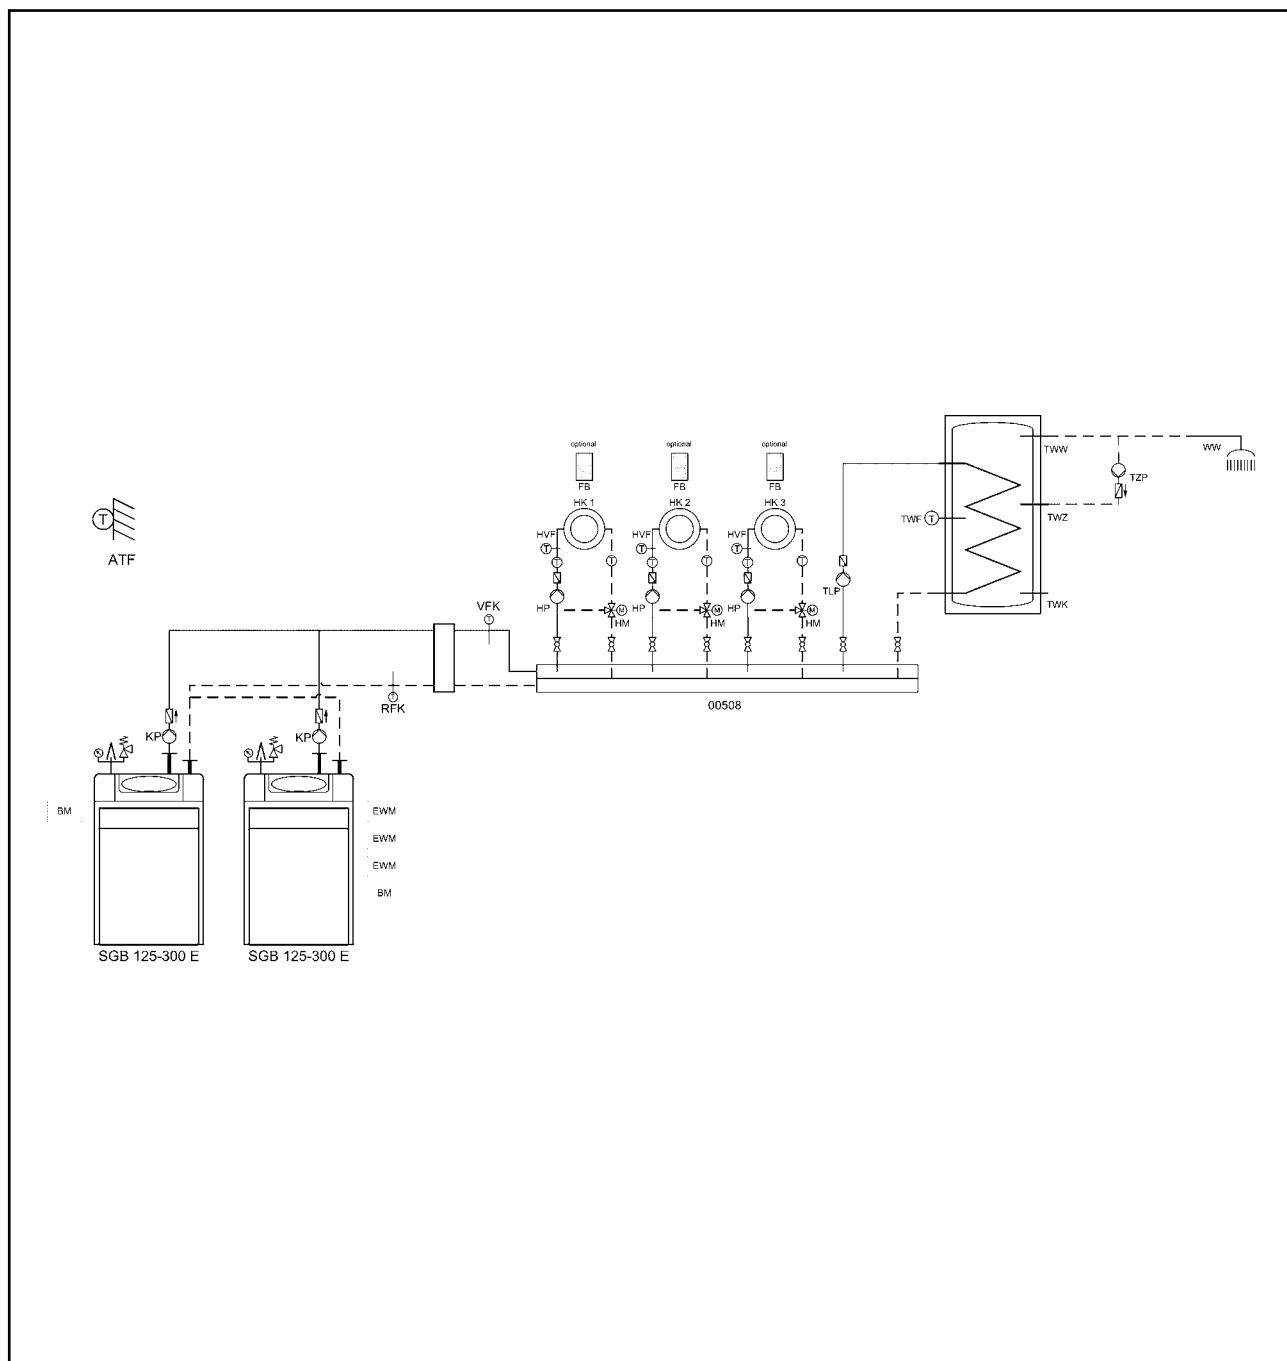 optional
optional
optional
FB
FB
FB
HK 1
HK 2
HK 3
T
ATF
HVF
HVF
HVF
T
T
T
T
T
T
T
T
T
HP
HP
HP
M
M
M
HM
HM
HM
TLP
TWF
T
TWW
TWZ
TWK
TZP
WW
VFK
T
T
RFK
00508
KP
KP
BM
EWM
EWM
EWM
BM
SGB 125-300 E
SGB 125-300 E